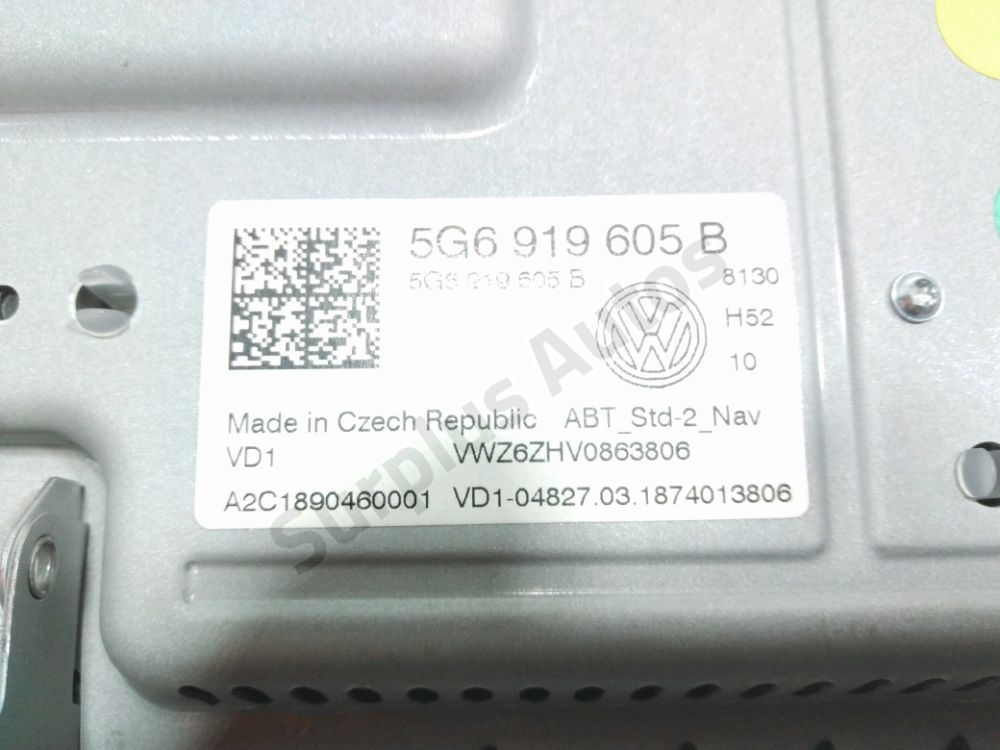 5G6 919 605 B
5G6 919 605 B
8130
H52
10
Made in Czech Republic ABT_Std-2_Nav
VD1 VWZ6ZHV0863806
A2C1890460001 VD1-04827.03.1874013806
Surplus Autos